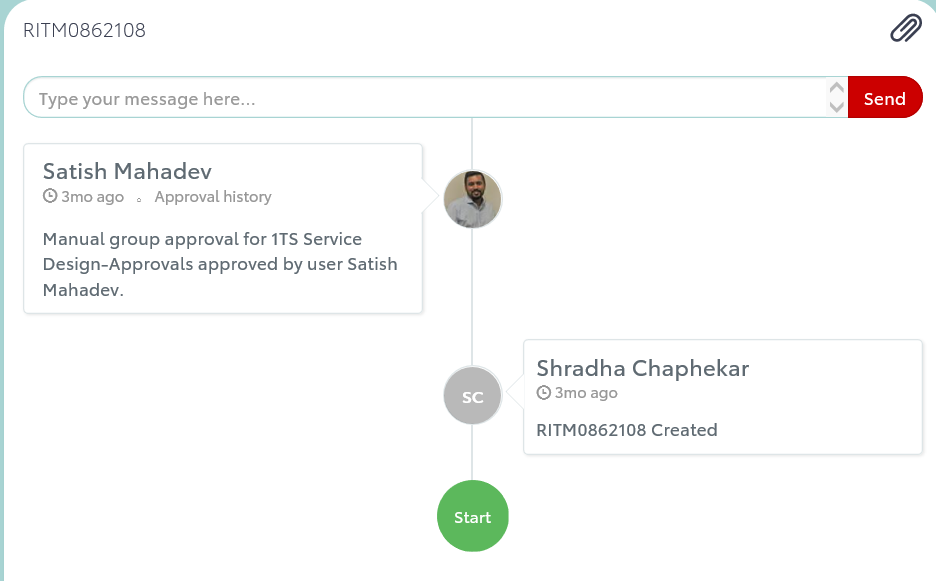 RITM0862108
Type your message here...
Send
Satish Mahadev
3mo ago . Approval history
Manual group approval for 1TS Service
Design-Approvals approved by user Satish
Mahadev.
Shradha Chaphekar
SC
3mo ago
RITM0862108 Created
Start